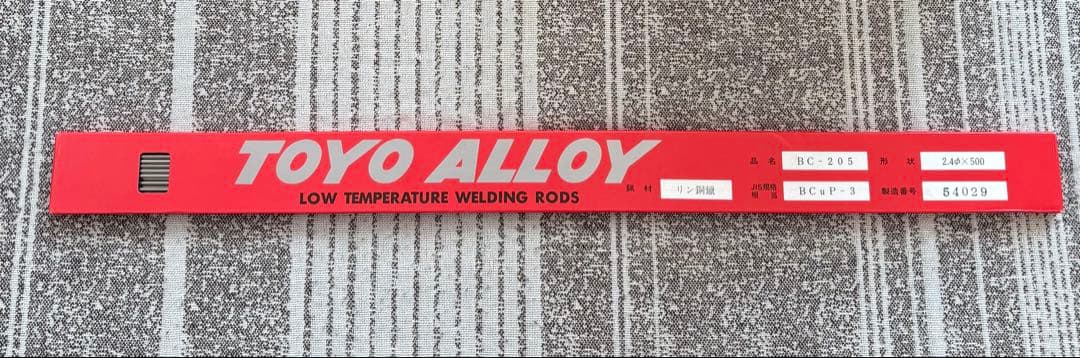 TOYO ALLOY
LOW TEMPERATURE WELDING RODS
鑞材 リン銅鑞
品名 BC-205 形状 2.4φ×500
JIS規格相当 BCuP-3 製造番号 54029